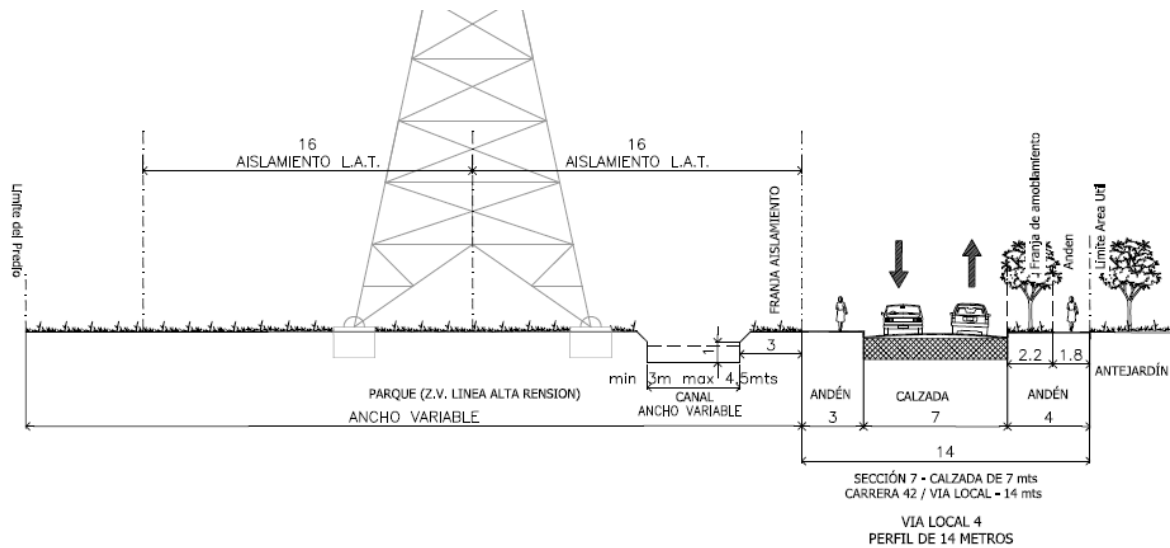 16
AISLAMIENTO L.A.T.
16
AISLAMIENTO L.A.T.
Límite del Predio
FRANJA AISLAMIENTO
Franja de amoblamiento
Anden
Límite Area Util
3
1
2.2
1.8
min 3m max 4,5mts
CANAL
ANCHO VARIABLE
PARQUE (Z.V. LINEA ALTA RENSION)
ANCHO VARIABLE
ANDÉN
3
CALZADA
7
ANDÉN
4
ANTEJARDÍN
14
SECCIÓN 7 - CALZADA DE 7 mts
CARRERA 42 / VIA LOCAL - 14 mts
VIA LOCAL 4
PERFIL DE 14 METROS